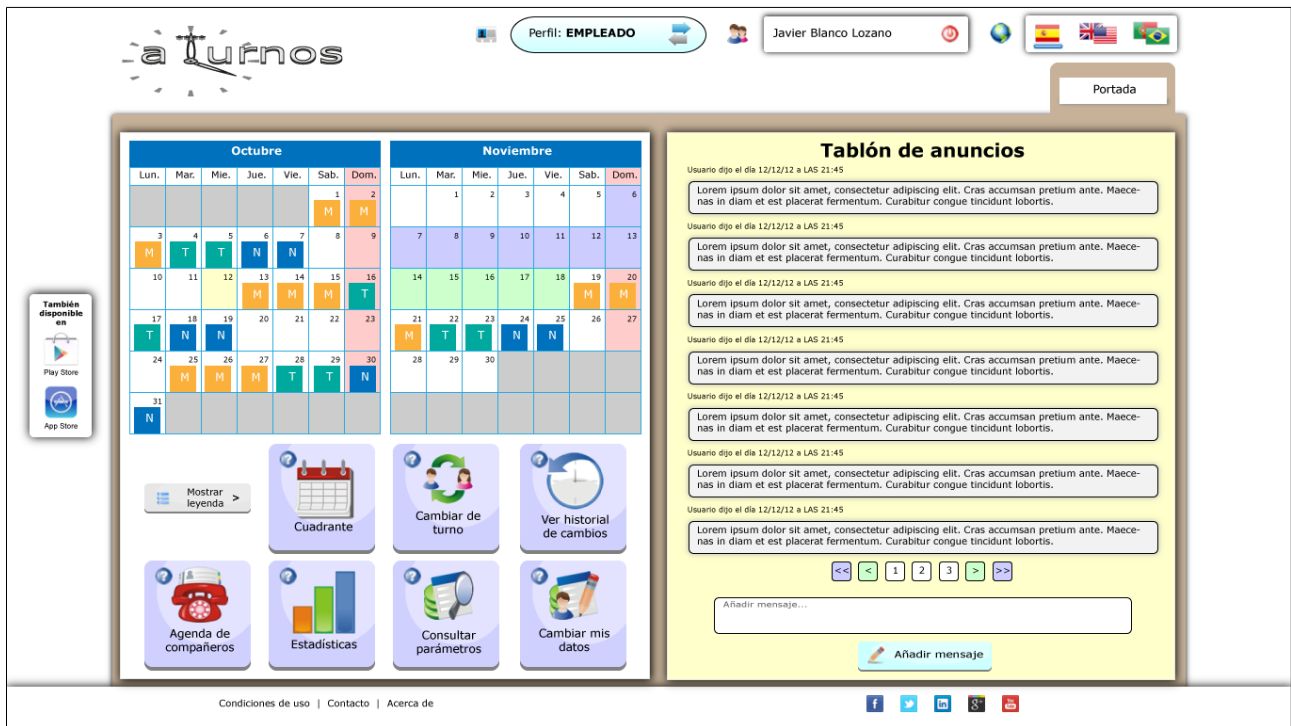 aTurnos
Perfil: EMPLEADO
Javier Blanco Lozano
Portada
También
disponible
en
Play Store
App Store
Octubre
Lun. Mar. Mie. Jue. Vie. Sab. Dom.
1 2
M M
3 4 5 6 7 8 9
M T T N N
10 11 12 13 14 15 16
M M M T
17 18 19 20 21 22 23
T N N
24 25 26 27 28 29 30
M M M T T N
31
N
Noviembre
Lun. Mar. Mie. Jue. Vie. Sab. Dom.
1 2 3 4 5 6
7 8 9 10 11 12 13
14 15 16 17 18 19 20
M M
21 22 23 24 25 26 27
M T T N N
28 29 30
Mostrar
leyenda >
?
Cuadrante
?
Cambiar de
turno
?
Ver historial
de cambios
?
Agenda de
compañeros
?
Estadísticas
?
Consultar
parámetros
?
Cambiar mis
datos
Tablón de anuncios
Usuario dijo el día 12/12/12 a LAS 21:45
Lorem ipsum dolor sit amet, consectetur adipiscing elit. Cras accumsan pretium ante. Maece-
nas in diam et est placerat fermentum. Curabitur congue tincidunt lobortis.
Usuario dijo el día 12/12/12 a LAS 21:45
Lorem ipsum dolor sit amet, consectetur adipiscing elit. Cras accumsan pretium ante. Maece-
nas in diam et est placerat fermentum. Curabitur congue tincidunt lobortis.
Usuario dijo el día 12/12/12 a LAS 21:45
Lorem ipsum dolor sit amet, consectetur adipiscing elit. Cras accumsan pretium ante. Maece-
nas in diam et est placerat fermentum. Curabitur congue tincidunt lobortis.
Usuario dijo el día 12/12/12 a LAS 21:45
Lorem ipsum dolor sit amet, consectetur adipiscing elit. Cras accumsan pretium ante. Maece-
nas in diam et est placerat fermentum. Curabitur congue tincidunt lobortis.
Usuario dijo el día 12/12/12 a LAS 21:45
Lorem ipsum dolor sit amet, consectetur adipiscing elit. Cras accumsan pretium ante. Maece-
nas in diam et est placerat fermentum. Curabitur congue tincidunt lobortis.
Usuario dijo el día 12/12/12 a LAS 21:45
Lorem ipsum dolor sit amet, consectetur adipiscing elit. Cras accumsan pretium ante. Maece-
nas in diam et est placerat fermentum. Curabitur congue tincidunt lobortis.
Usuario dijo el día 12/12/12 a LAS 21:45
Lorem ipsum dolor sit amet, consectetur adipiscing elit. Cras accumsan pretium ante. Maece-
nas in diam et est placerat fermentum. Curabitur congue tincidunt lobortis.
<< < 1 2 3 > >>
Añadir mensaje...
Añadir mensaje
Condiciones de uso | Contacto | Acerca de